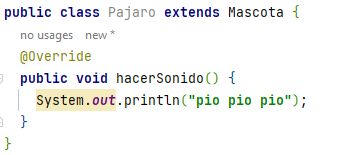 public class Pajaro extends Mascota {
no usages   new *
@Override
public void hacerSonido() {
System.out.println("pio pio pio");
}
}